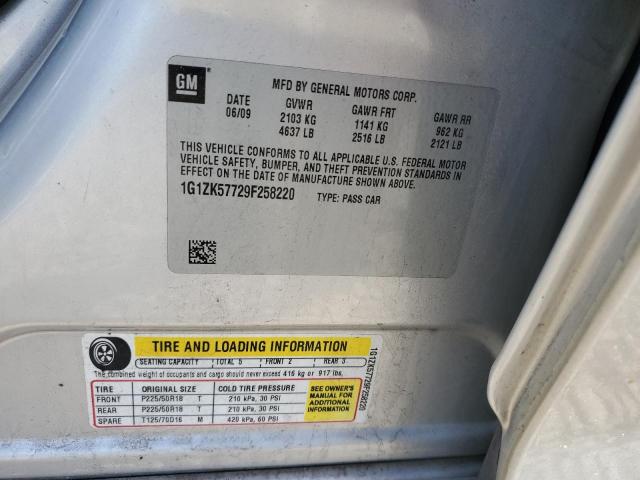 GM
MFD BY GENERAL MOTORS CORP.
DATE GVWR GAWR FRT GAWR RR
06/09 2103 KG 1141 KG 962 KG
4637 LB 2516 LB 2121 LB
THIS VEHICLE CONFORMS TO ALL APPLICABLE U.S. FEDERAL MOTOR
VEHICLE SAFETY, BUMPER, AND THEFT PREVENTION STANDARDS IN
EFFECT ON THE DATE OF MANUFACTURE SHOWN ABOVE.
1G1ZK57729F258220 TYPE: PASS CAR
TIRE AND LOADING INFORMATION
SEATING CAPACITY TOTAL 5 FRONT 2 REAR 3
The combined weight of occupants and cargo should never exceed 416 kg or 917 lbs.
TIRE ORIGINAL SIZE COLD TIRE PRESSURE
FRONT P225/50R18 T 210 kPa, 30 PSI
REAR P225/50R18 T 210 kPa, 30 PSI
SPARE T125/70D16 M 420 kPa, 60 PSI
SEE OWNER'S
MANUAL FOR
ADDITIONAL
INFORMATION
1G1ZK57729F258220